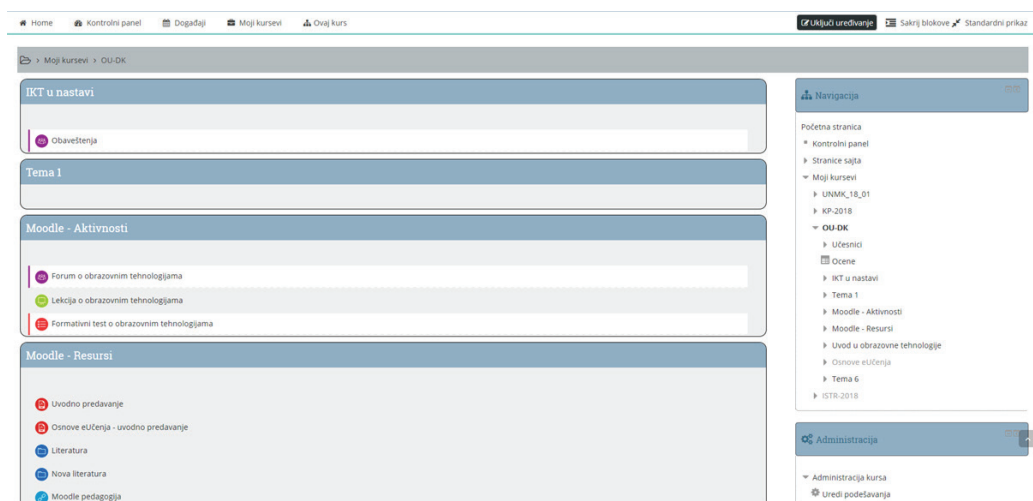 Home Kontrolni panel Događaji Moji kursevi Ovaj kurs Uključi uređivanje Sakrij blokove Standardni prikaz
> Moji kursevi > OU-DK
IKT u nastavi
Obaveštenja
Tema 1
Moodle - Aktivnosti
Forum o obrazovnim tehnologijama
Lekcija o obrazovnim tehnologijama
Formativni test o obrazovnim tehnologijama
Moodle - Resursi
Uvodno predavanje
Osnove eUčenja - uvodno predavanje
Literatura
Nova literatura
Moodle pedagogija
Navigacija
Početna stranica
Kontrolni panel
Stranice sajta
Moji kursevi
UNMK_18_01
KP-2018
OU-DK
Učesnici
Ocene
IKT u nastavi
Tema 1
Moodle - Aktivnosti
Moodle - Resursi
Uvod u obrazovne tehnologije
Osnove eUčenja
Tema 6
ISTR-2018
Administracija
Administracija kursa
Uredi podešavanja